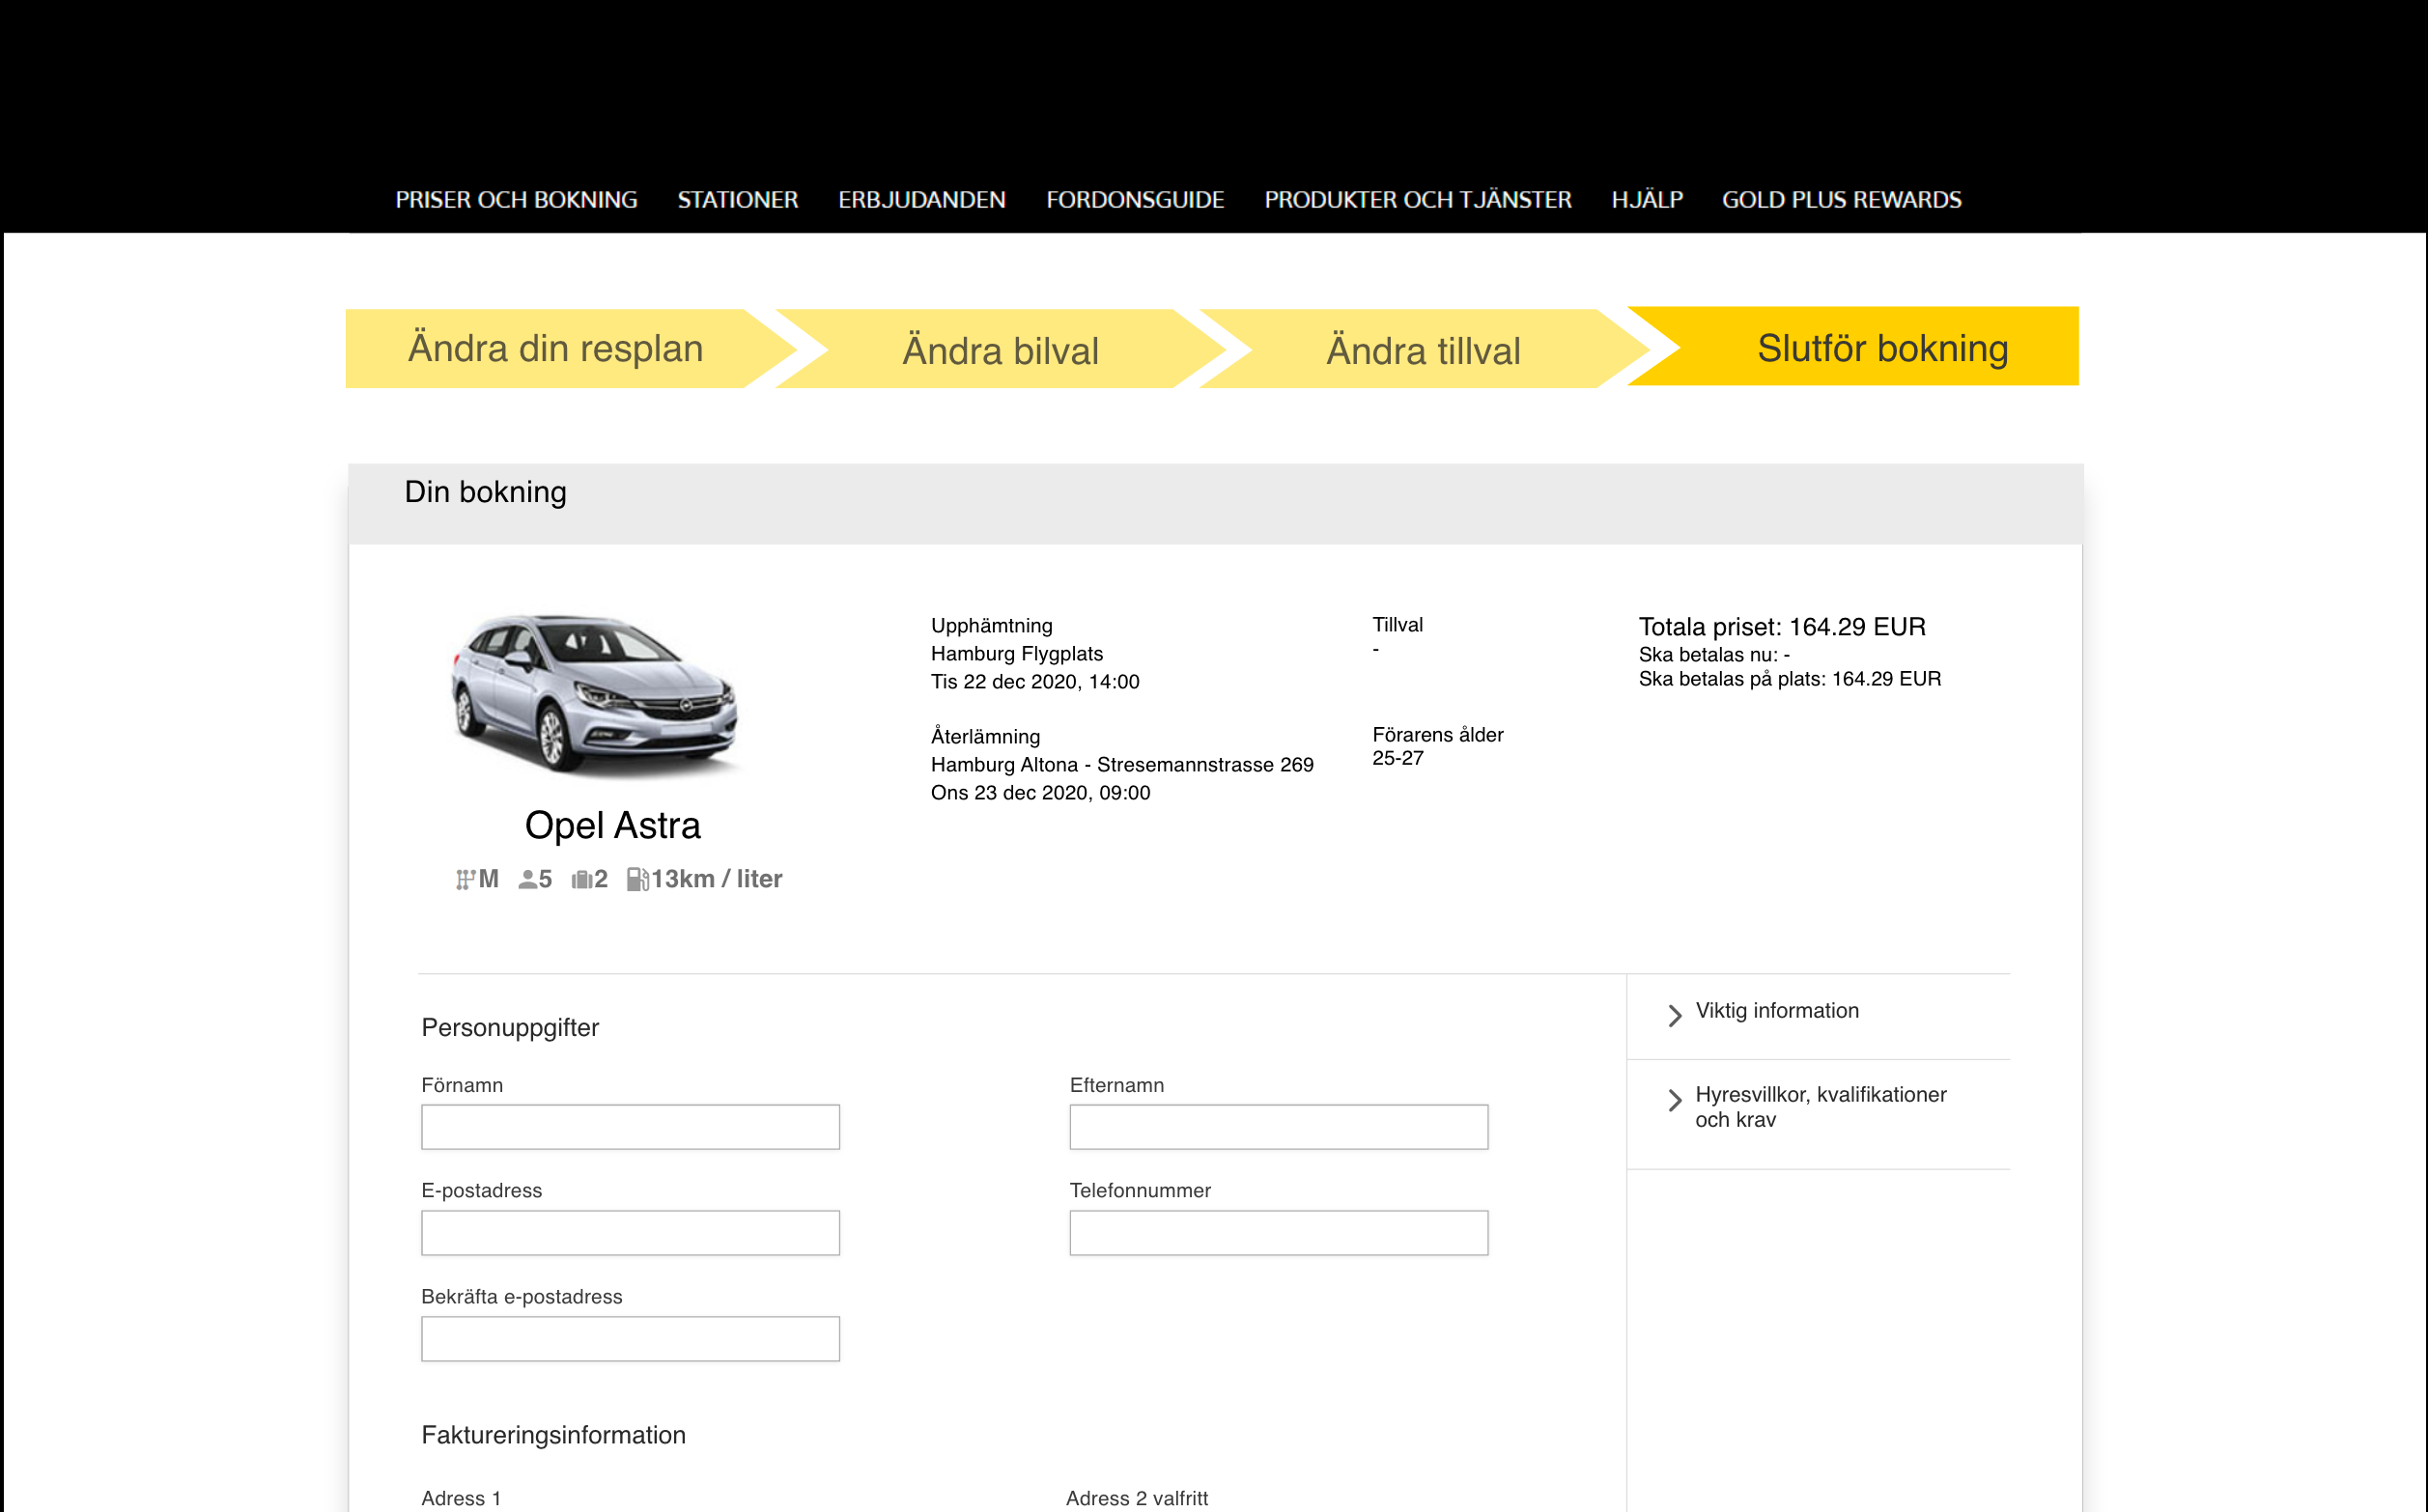 PRISER OCH BOKNING STATIONER ERBJUDANDEN FORDONSGUIDE PRODUKTER OCH TJÄNSTER HJÄLP GOLD PLUS REWARDS
Ändra din resplan Ändra bilval Ändra tillval Slutför bokning
Din bokning
Opel Astra
M 5 2 13km / liter
Upphämtning
Hamburg Flygplats
Tis 22 dec 2020, 14:00
Återlämning
Hamburg Altona - Stresemannstrasse 269
Ons 23 dec 2020, 09:00
Tillval
-
Förarens ålder
25-27
Totala priset: 164.29 EUR
Ska betalas nu: -
Ska betalas på plats: 164.29 EUR
Personuppgifter
Förnamn Efternamn
E-postadress Telefonnummer
Bekräfta e-postadress
Faktureringsinformation
Adress 1 Adress 2 valfritt
Viktig information
Hyresvillkor, kvalifikationer
och krav